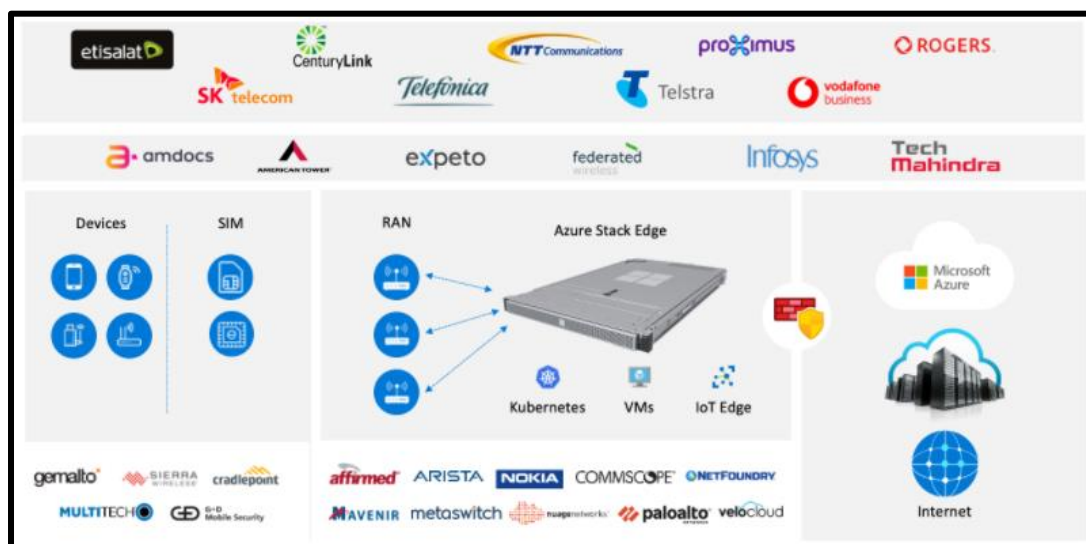 etisalat
CenturyLink
NTT Communications
proximus
ROGERS
SK telecom
Telefónica
Telstra
vodafone
business
amdocs
AMERICAN TOWER
expeto
federated
wireless
Infosys
Tech
Mahindra
Devices
SIM
RAN
Azure Stack Edge
Microsoft
Azure
Kubernetes
VMs
IoT Edge
Internet
gemalto
SIERRA
WIRELESS
cradlepoint
MULTITECH
G+D
Mobile Security
affirmed
ARISTA
NOKIA
COMMSCOPE
NETFOUNDRY
MAVENIR
metaswitch
nuagenetworks
paloalto
NETWORKS
velocloud